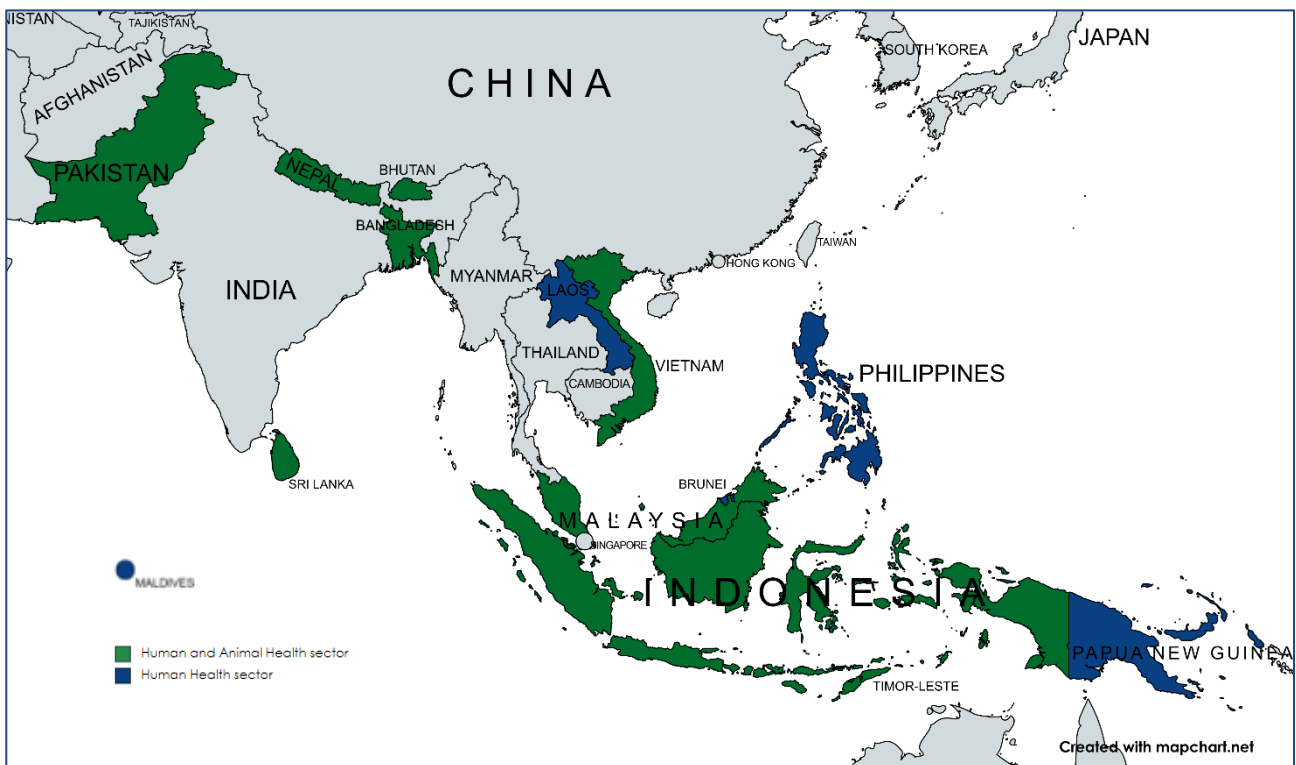 NISTAN
TAJIKISTAN
JAPAN
SOUTH KOREA
AFGHANISTAN
CHINA
PAKISTAN
NEPAL
BHUTAN
BANGLADESH
TAIWAN
HONG KONG
MYANMAR
INDIA
LAOS
THAILAND
VIETNAM
CAMBODIA
PHILIPPINES
SRI LANKA
BRUNEI
MALAYSIA
SINGAPORE
MALDIVES
INDONESIA
PAPUA NEW GUINEA
TIMOR-LESTE
Human and Animal Health sector
Human Health sector
Created with mapchart.net